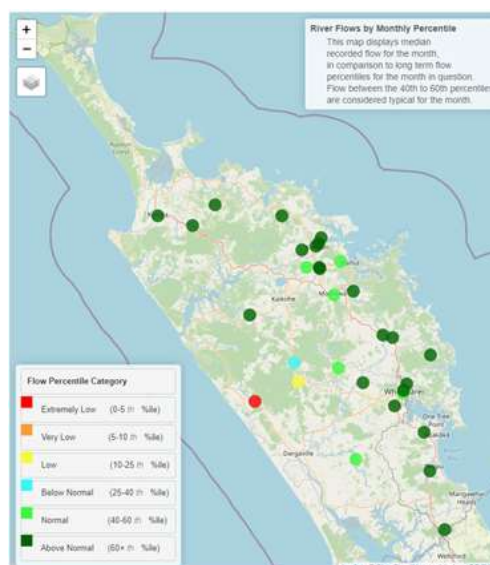 +
−
River Flows by Monthly Percentile
This map displays median
recorded flow for the month,
in comparison to long term flow
percentiles for the month in question.
Flow between the 40th to 60th percentiles
are considered typical for the month.
Kaikohe
Dargaville
One Tree
Point
Mangawhai
Heads
Wellsford
Flow Percentile Category
Extremely Low (0-5 th %ile)
Very Low (5-10 th %ile)
Low (10-25 th %ile)
Below Normal (25-40 th %ile)
Normal (40-60 th %ile)
Above Normal (60+ th %ile)